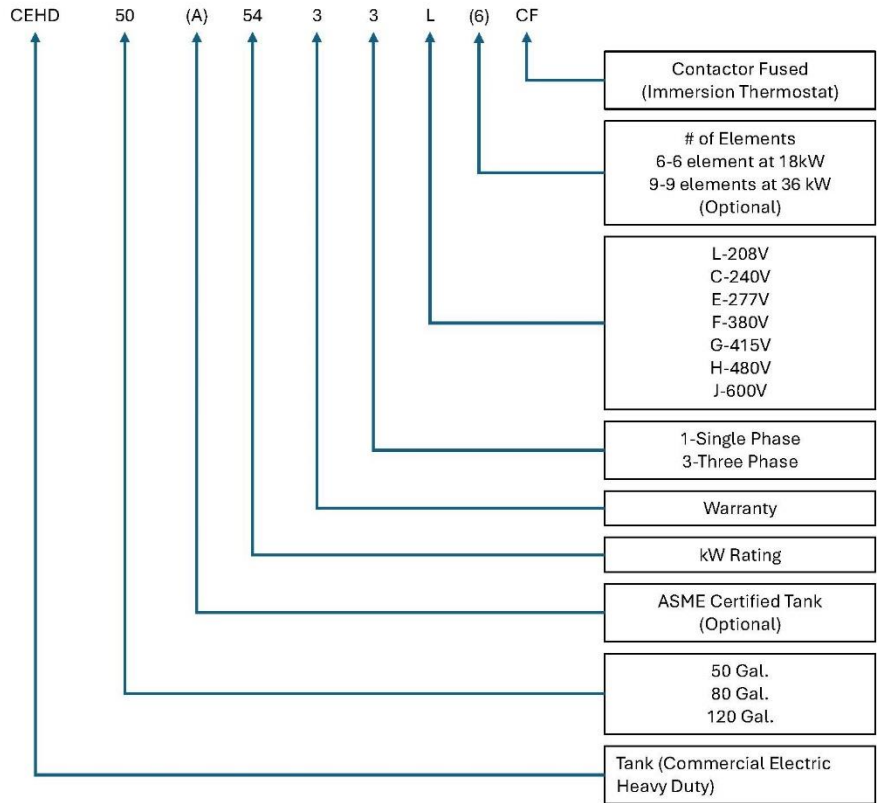 CEHD 50 (A) 54 3 3 L (6) CF
Contactor Fused
(Immersion Thermostat)
# of Elements
6-6 element at 18kW
9-9 elements at 36 kW
(Optional)
L-208V
C-240V
E-277V
F-380V
G-415V
H-480V
J-600V
1-Single Phase
3-Three Phase
Warranty
kW Rating
ASME Certified Tank
(Optional)
50 Gal.
80 Gal.
120 Gal.
Tank (Commercial Electric
Heavy Duty)